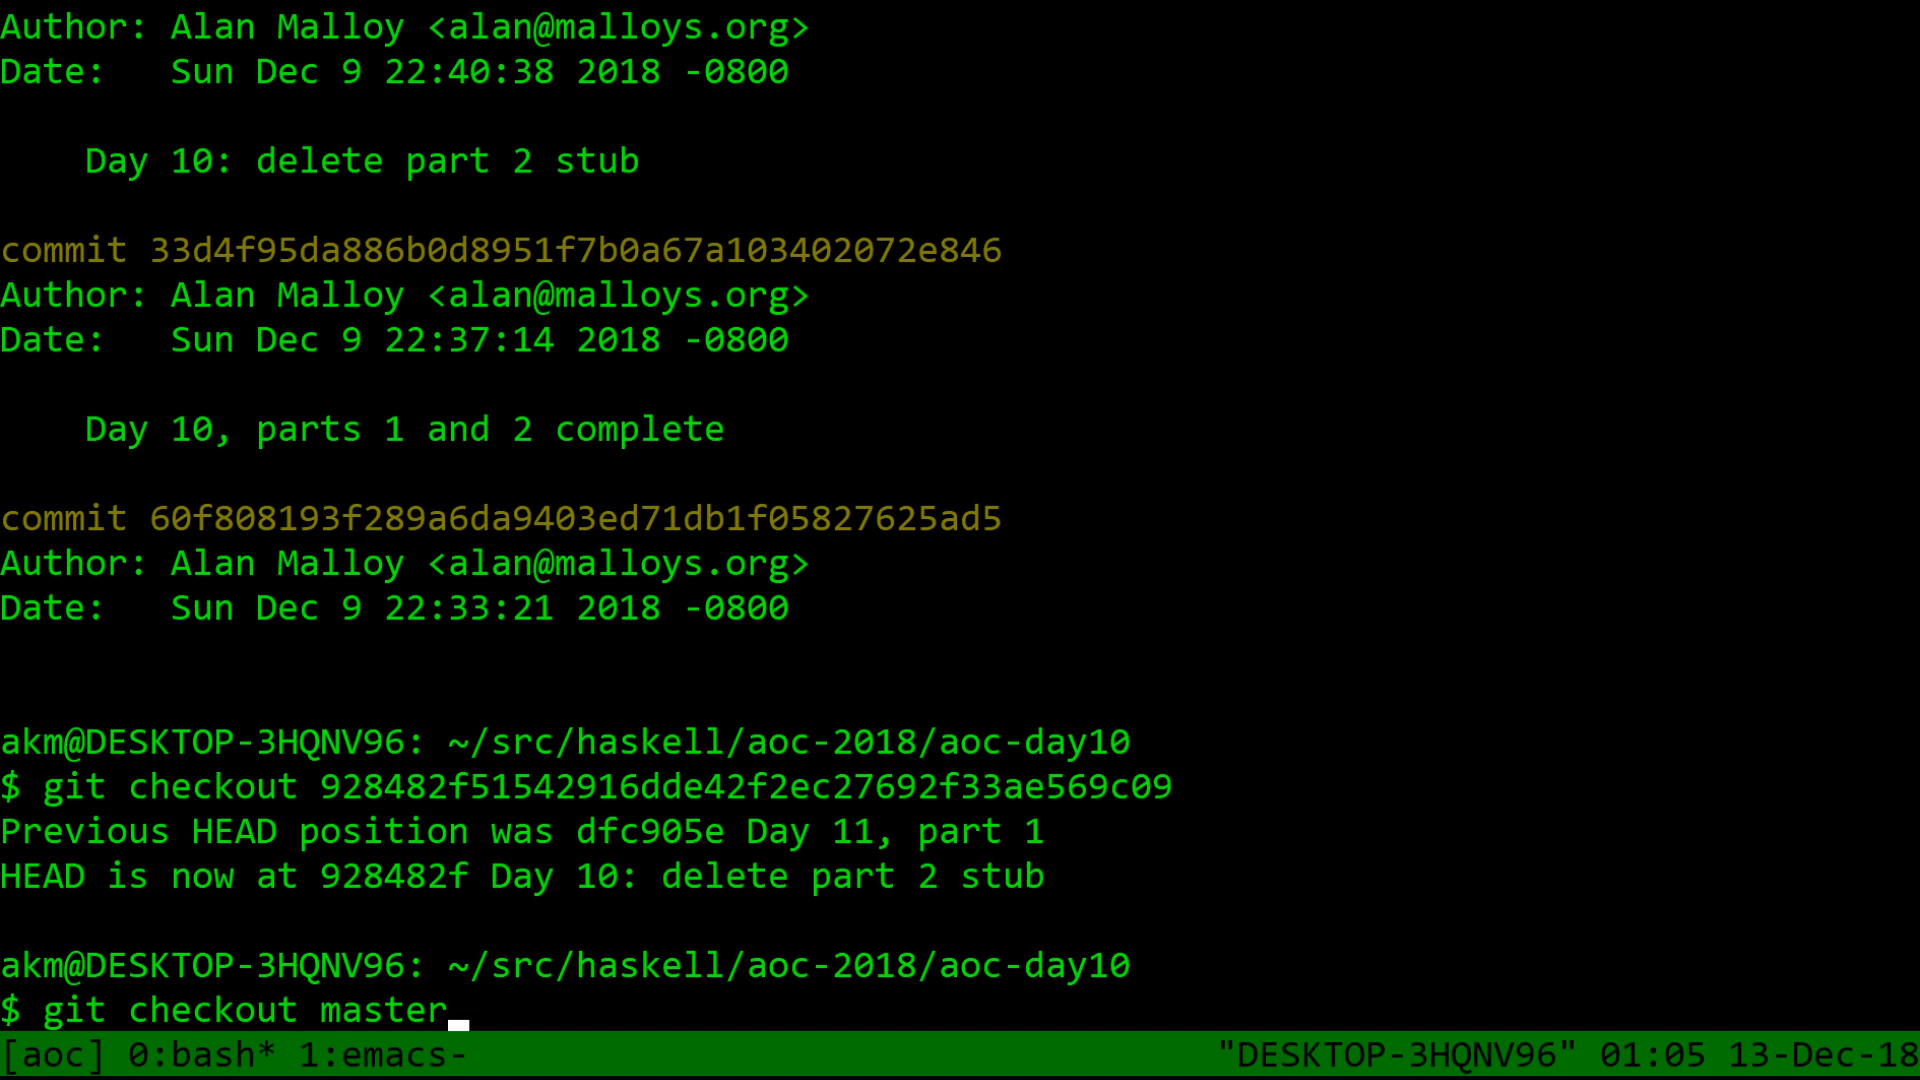 Author: Alan Malloy <alan@malloys.org>
Date:   Sun Dec 9 22:40:38 2018 -0800
    Day 10: delete part 2 stub
commit 33d4f95da886b0d8951f7b0a67a103402072e846
Author: Alan Malloy <alan@malloys.org>
Date:   Sun Dec 9 22:37:14 2018 -0800
    Day 10, parts 1 and 2 complete
commit 60f808193f289a6da9403ed71db1f05827625ad5
Author: Alan Malloy <alan@malloys.org>
Date:   Sun Dec 9 22:33:21 2018 -0800
akm@DESKTOP-3HQNV96: ~/src/haskell/aoc-2018/aoc-day10
$ git checkout 928482f51542916dde42f2ec27692f33ae569c09
Previous HEAD position was dfc905e Day 11, part 1
HEAD is now at 928482f Day 10: delete part 2 stub
akm@DESKTOP-3HQNV96: ~/src/haskell/aoc-2018/aoc-day10
$ git checkout master
[aoc] 0:bash* 1:emacs- "DESKTOP-3HQNV96" 01:05 13-Dec-18